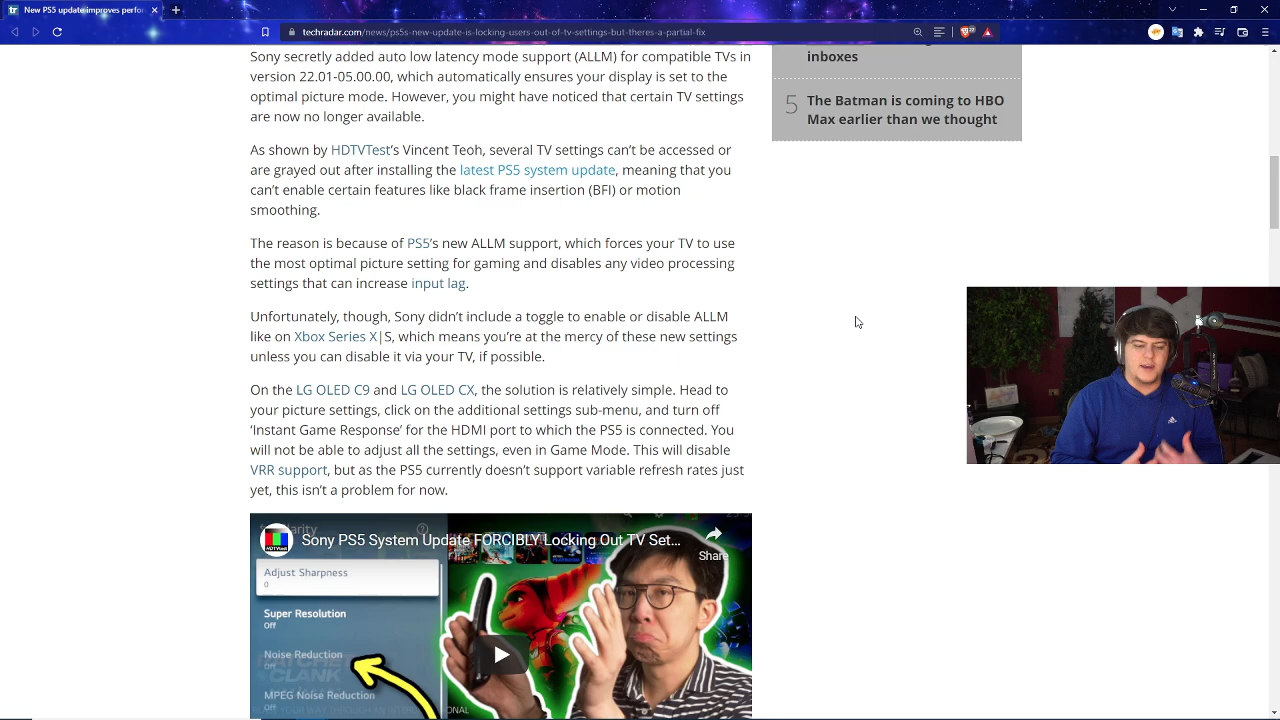 New PS5 update improves perfor
techradar.com/news/ps5s-new-update-is-locking-users-out-of-tv-settings-but-theres-a-partial-fix
Sony secretly added auto low latency mode support (ALLM) for compatible TVs in
version 22.01-05.00.00, which automatically ensures your display is set to the
optimal picture mode. However, you might have noticed that certain TV settings
are now no longer available.
As shown by HDTVTest's Vincent Teoh, several TV settings can't be accessed or
are grayed out after installing the latest PS5 system update, meaning that you
can't enable certain features like black frame insertion (BFI) or motion
smoothing.
The reason is because of PS5's new ALLM support, which forces your TV to use
the most optimal picture setting for gaming and disables any video processing
settings that can increase input lag.
Unfortunately, though, Sony didn't include a toggle to enable or disable ALLM
like on Xbox Series X|S, which means you're at the mercy of these new settings
unless you can disable it via your TV, if possible.
On the LG OLED C9 and LG OLED CX, the solution is relatively simple. Head to
your picture settings, click on the additional settings sub-menu, and turn off
'Instant Game Response' for the HDMI port to which the PS5 is connected. You
will not be able to adjust all the settings, even in Game Mode. This will disable
VRR support, but as the PS5 currently doesn't support variable refresh rates just
yet, this isn't a problem for now.
inboxes
5 The Batman is coming to HBO
Max earlier than we thought
Sony PS5 System Update FORCIBLY Locking Out TV Set...
Share
HDTVTest
Adjust Sharpness
0
Super Resolution
Off
Noise Reduction
Off
MPEG Noise Reduction
Off